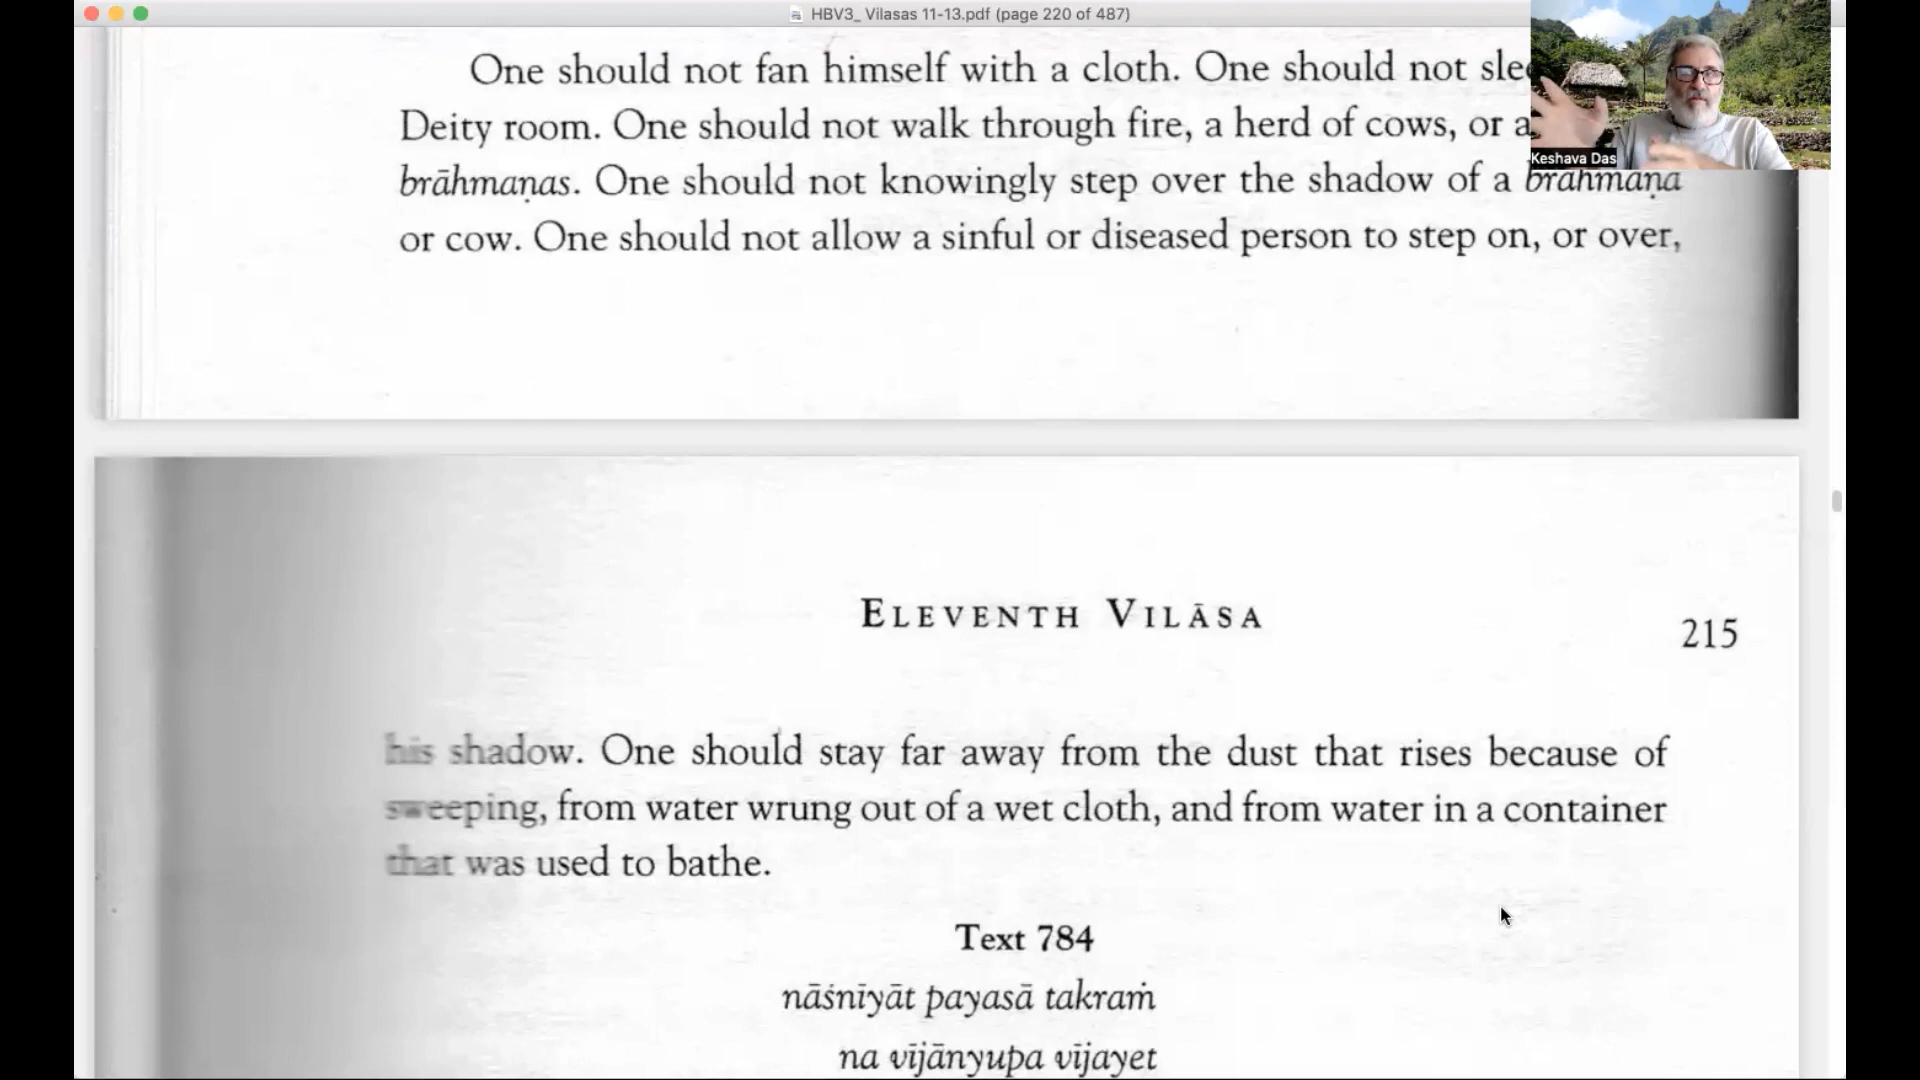 HBV3_ Vilasas 11-13.pdf (page 220 of 487)
One should not fan himself with a cloth. One should not
Deity room. One should not walk through fire, a herd of cows, or
brāhmaṇas. One should not knowingly step over the shadow of a brāhmaṇa
or cow. One should not allow a sinful or diseased person to step on, or over,
Keshava Das
ELEVENTH VILĀSA
215
his shadow. One should stay far away from the dust that rises because of
sweeping, from water wrung out of a wet cloth, and from water in a container
that was used to bathe.
Text 784
nāśnīyāt payasā takraṁ
na vījānyupa vījayet